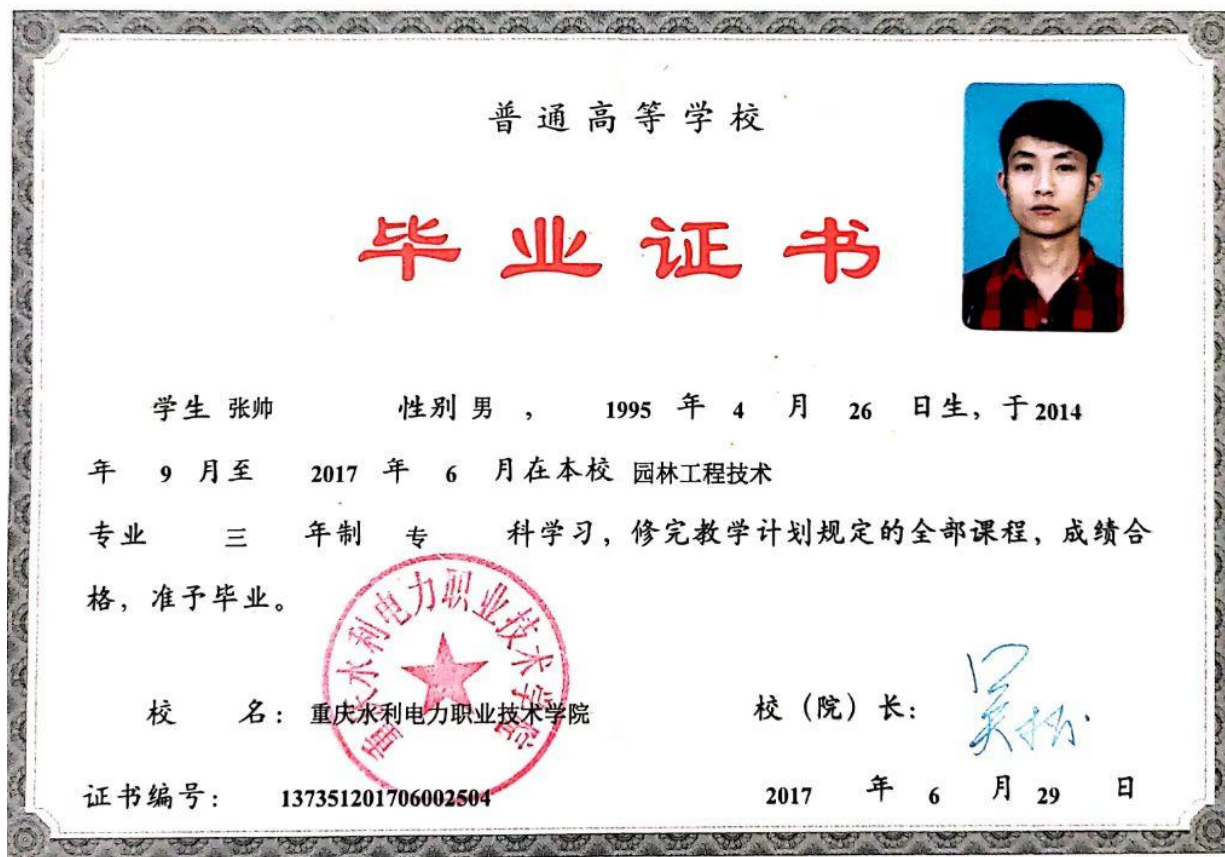 普通高等学校
毕业证书
学生 张帅 性别 男 , 1995 年 4 月 26 日生, 于 2014
年 9 月至 2017 年 6 月在本校 园林工程技术
专业 三 年制 专 科学习, 修完教学计划规定的全部课程, 成绩合
格, 准予毕业。
重庆水利电力职业技术学院
校 名: 重庆水利电力职业技术学院 校（院）长: 吴松
证书编号: 137351201706002504 2017 年 6 月 29 日